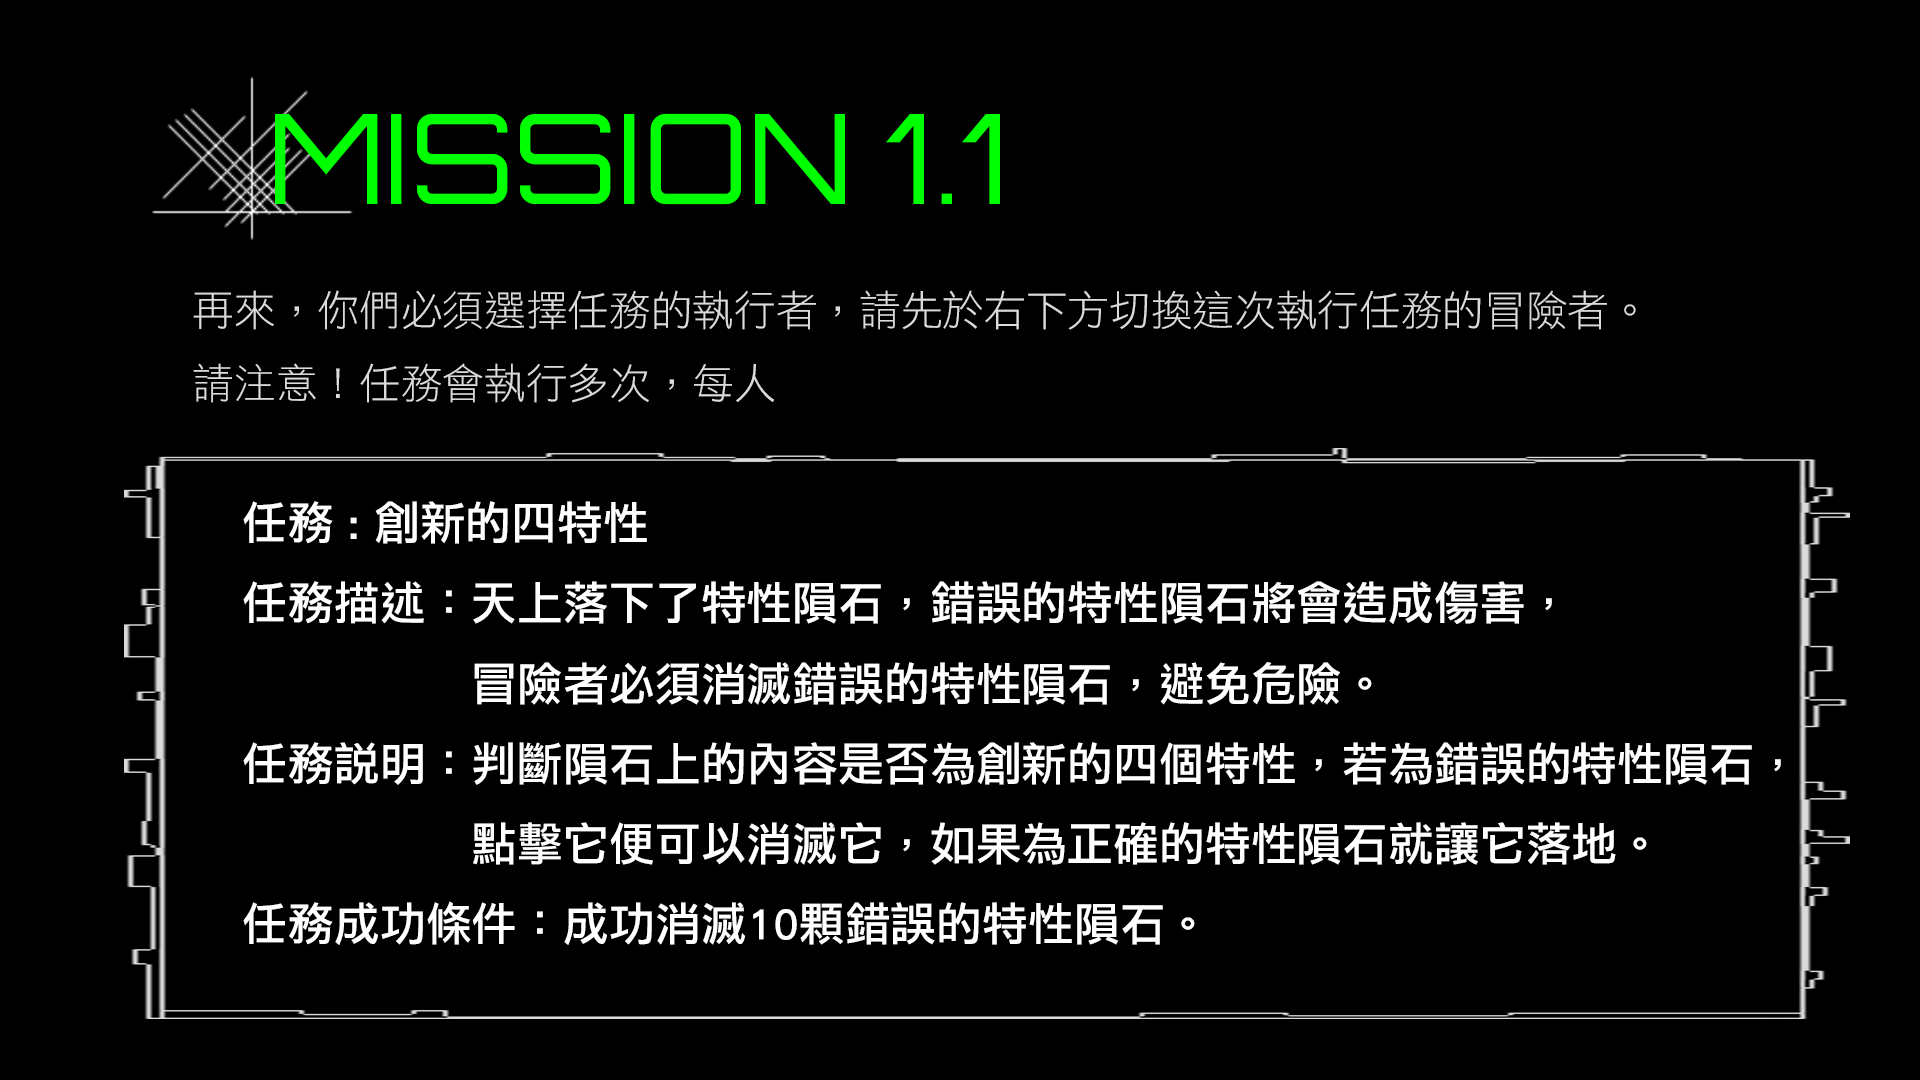 MISSION 1.1
再來，你們必須選擇任務的執行者，請先於右下方切換這次執行任務的冒險者。
請注意！任務會執行多次，每人
任務：創新的四特性
任務描述：天上落下了特性隕石，錯誤的特性隕石將會造成傷害，
冒險者必須消滅錯誤的特性隕石，避免危險。
任務説明：判斷隕石上的內容是否為創新的四個特性，若為錯誤的特性隕石，
點擊它便可以消滅它，如果為正確的特性隕石就讓它落地。
任務成功條件：成功消滅10顆錯誤的特性隕石。